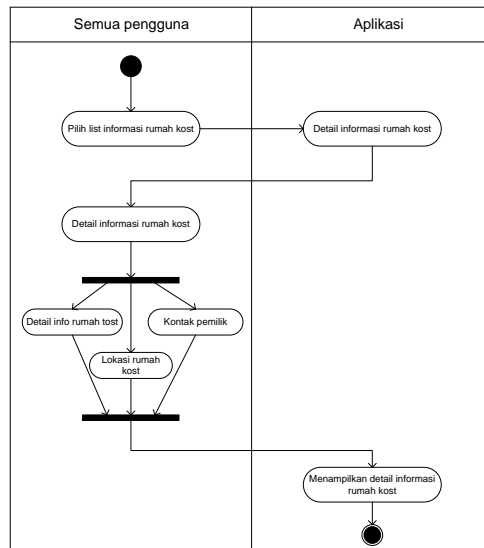 Semua pengguna
Aplikasi
Pilih list informasi rumah kost
Detail informasi rumah kost
Detail informasi rumah kost
Detail info rumah tost
Kontak pemilik
Lokasi rumah
kost
Menampilkan detail informasi
rumah kost